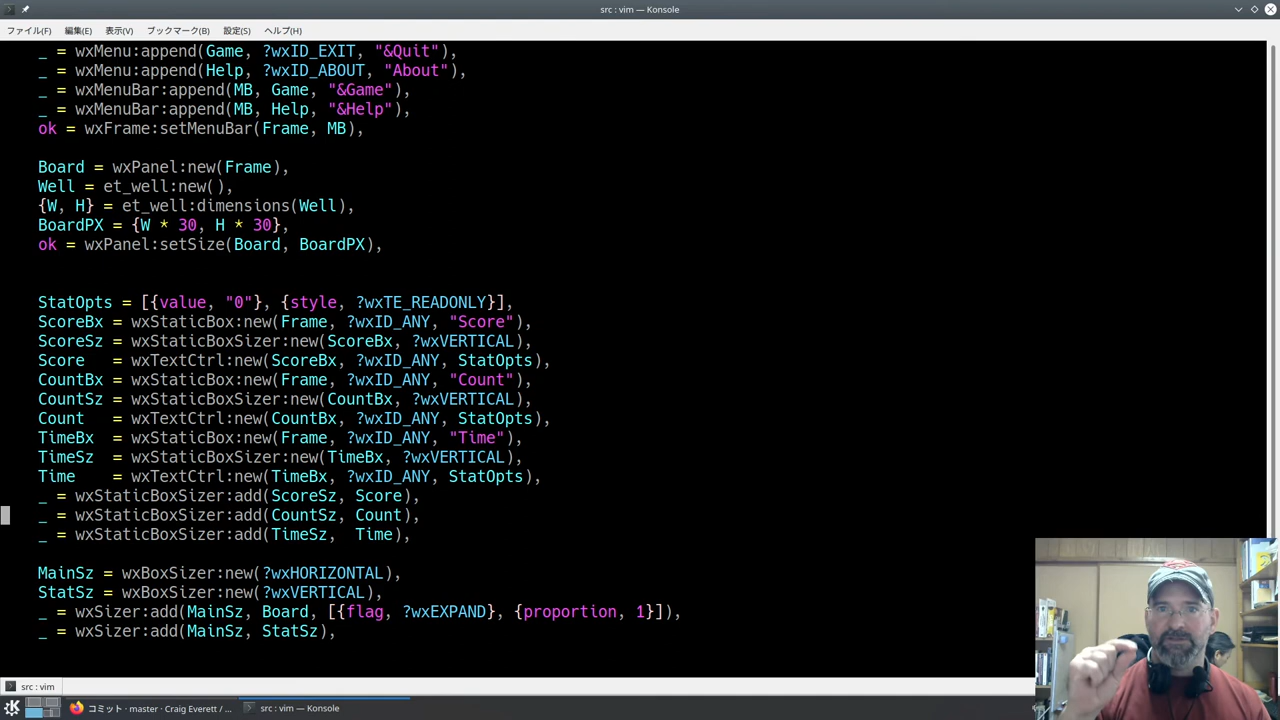 src : vim — Konsole
ファイル(F) 編集(E) 表示(V) ブックマーク(B) 設定(S) ヘルプ(H)
_ = wxMenu:append(Game, ?wxID_EXIT, "&Quit"),
_ = wxMenu:append(Help, ?wxID_ABOUT, "About"),
_ = wxMenuBar:append(MB, Game, "&Game"),
_ = wxMenuBar:append(MB, Help, "&Help"),
ok = wxFrame:setMenuBar(Frame, MB),
Board = wxPanel:new(Frame),
Well = et_well:new(),
{W, H} = et_well:dimensions(Well),
BoardPX = {W * 30, H * 30},
ok = wxPanel:setSize(Board, BoardPX),
StatOpts = [{value, "0"}, {style, ?wxTE_READONLY}],
ScoreBx = wxStaticBox:new(Frame, ?wxID_ANY, "Score"),
ScoreSz = wxStaticBoxSizer:new(ScoreBx, ?wxVERTICAL),
Score   = wxTextCtrl:new(ScoreBx, ?wxID_ANY, StatOpts),
CountBx = wxStaticBox:new(Frame, ?wxID_ANY, "Count"),
CountSz = wxStaticBoxSizer:new(CountBx, ?wxVERTICAL),
Count   = wxTextCtrl:new(CountBx, ?wxID_ANY, StatOpts),
TimeBx  = wxStaticBox:new(Frame, ?wxID_ANY, "Time"),
TimeSz  = wxStaticBoxSizer:new(TimeBx, ?wxVERTICAL),
Time    = wxTextCtrl:new(TimeBx, ?wxID_ANY, StatOpts),
_ = wxStaticBoxSizer:add(ScoreSz, Score),
_ = wxStaticBoxSizer:add(CountSz, Count),
_ = wxStaticBoxSizer:add(TimeSz,  Time),
MainSz = wxBoxSizer:new(?wxHORIZONTAL),
StatSz = wxBoxSizer:new(?wxVERTICAL),
_ = wxSizer:add(MainSz, Board, [{flag, ?wxEXPAND}, {proportion, 1}]),
_ = wxSizer:add(MainSz, StatSz),
src : vim
コミット · master · Craig Everett / ... src : vim — Konsole